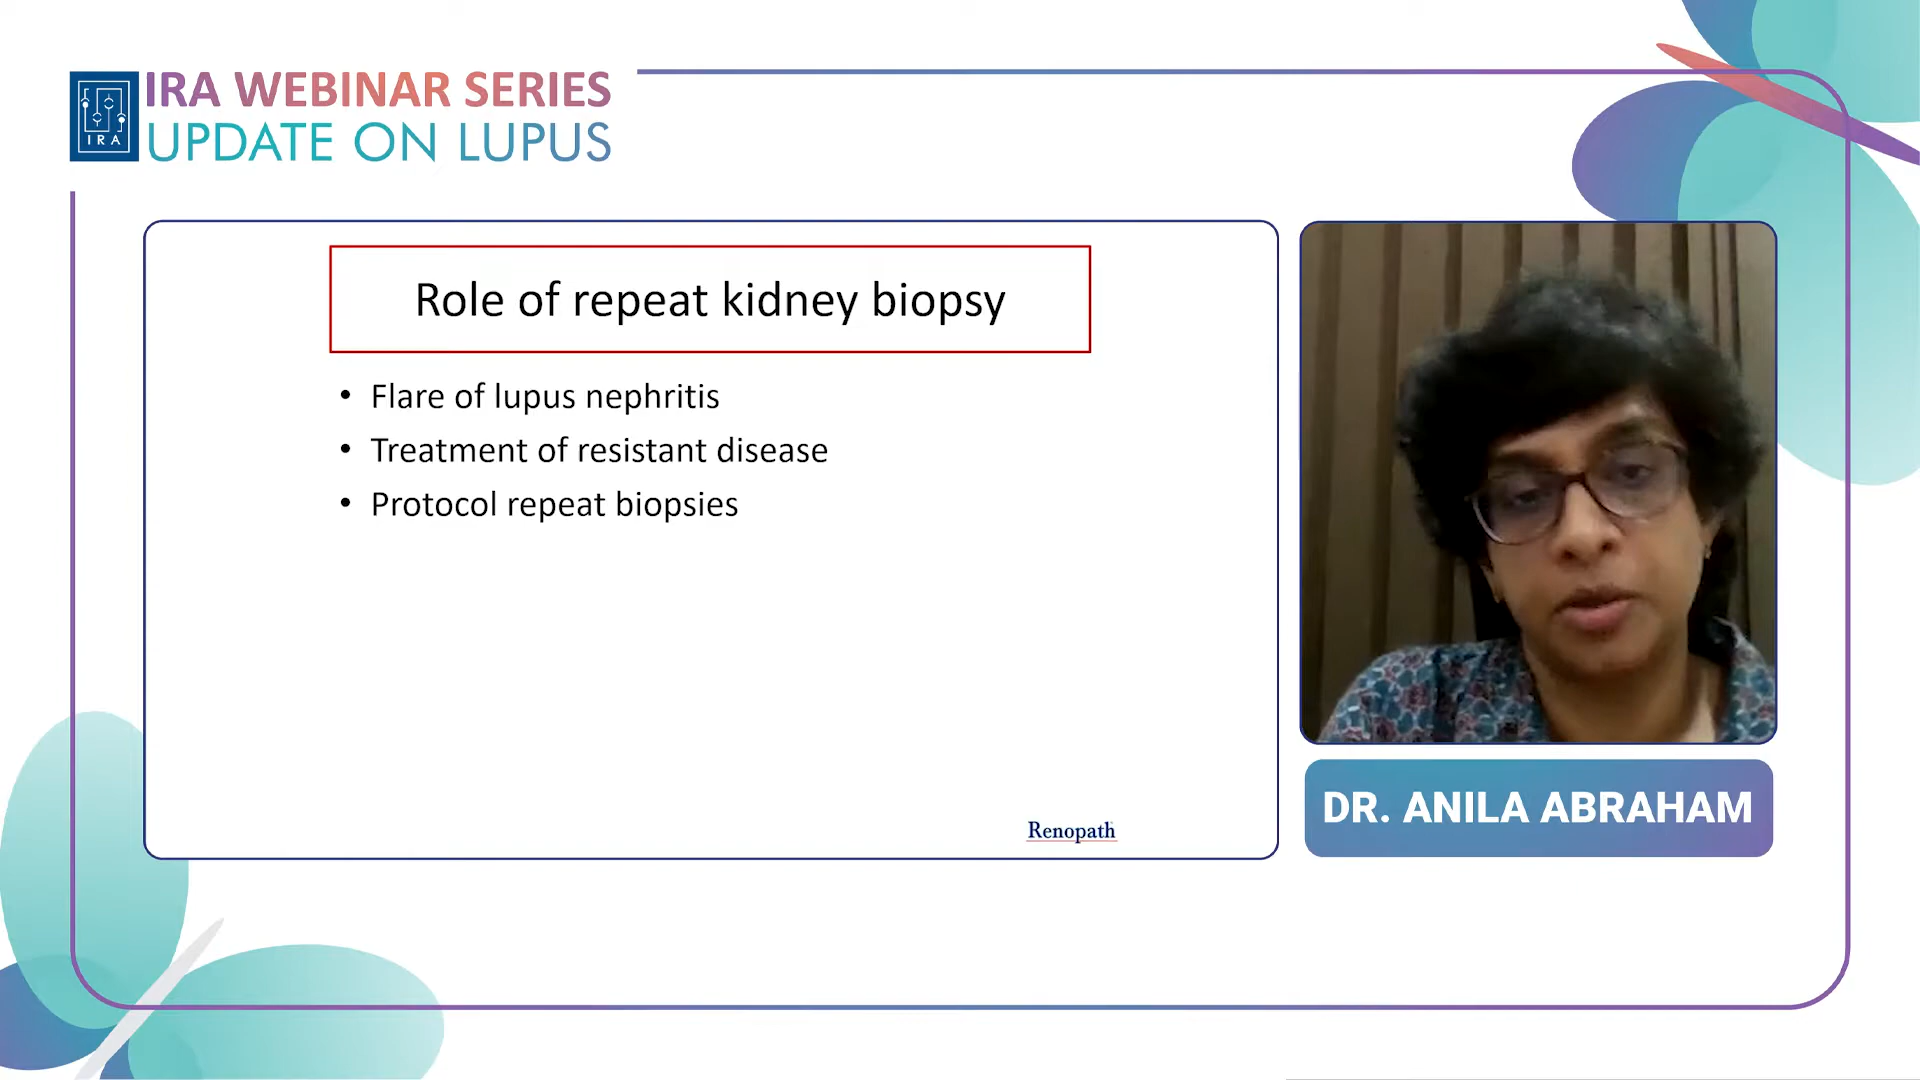 IRA
IRA WEBINAR SERIES
UPDATE ON LUPUS
Role of repeat kidney biopsy
• Flare of lupus nephritis
• Treatment of resistant disease
• Protocol repeat biopsies
Renopath
DR. ANILA ABRAHAM